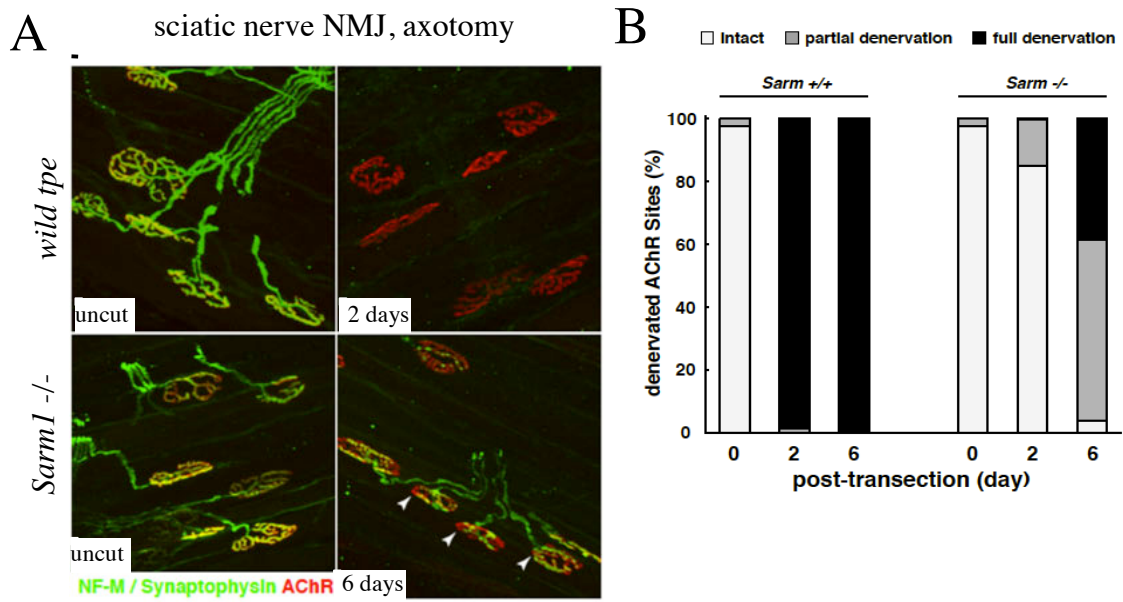 A
sciatic nerve NMJ, axotomy
wild tpe
uncut
2 days
Sarm1 -/-
uncut
6 days
NF-M / Synaptophysin AChR
B
intact partial denervation full denervation
Sarm +/+ Sarm -/-
denervated AChR Sites (%)
100
80
60
40
20
0
0 2 6 0 2 6
post-transection (day)